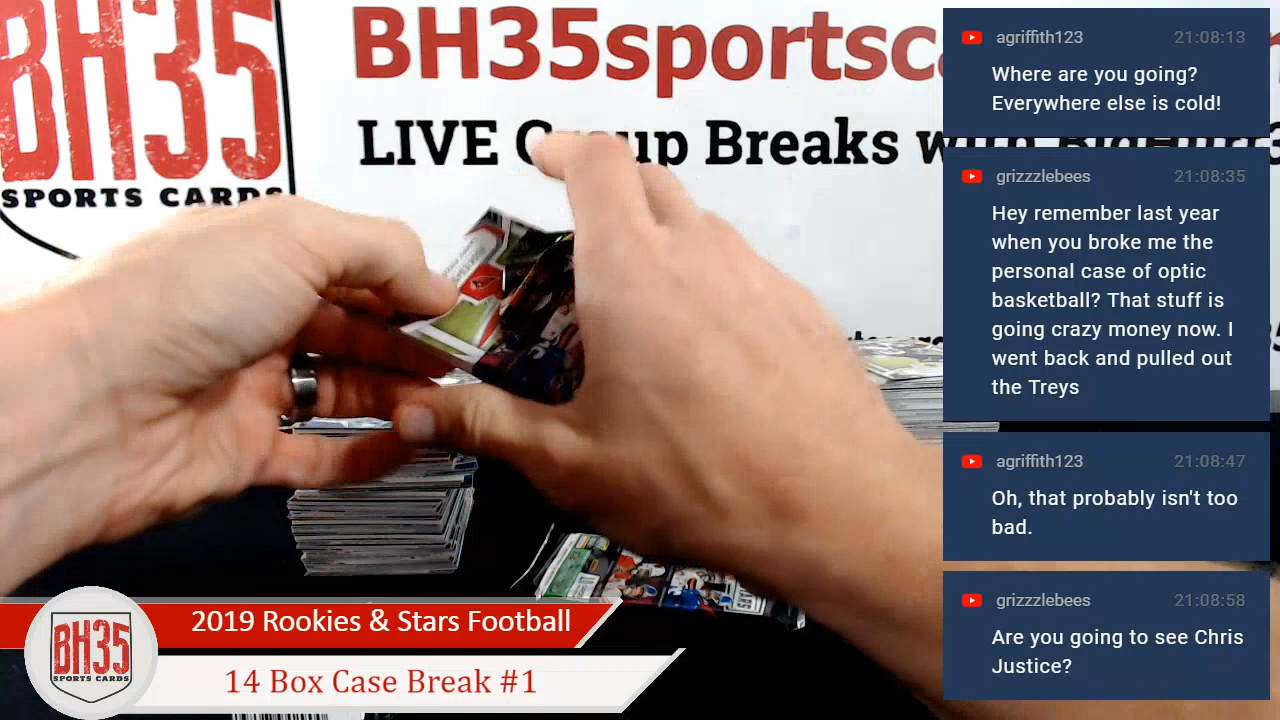 BH35
SPORTS CARDS
BH35sportsc
LIVE Group Breaks with
agriffith123 21:08:13
Where are you going?
Everywhere else is cold!
grizzzlebees 21:08:35
Hey remember last year
when you broke me the
personal case of optic
basketball? That stuff is
going crazy money now. I
went back and pulled out
the Treys
agriffith123 21:08:47
Oh, that probably isn't too
bad.
grizzzlebees 21:08:58
Are you going to see Chris
Justice?
2019 Rookies & Stars Football
14 Box Case Break #1
BH35
SPORTS CARDS